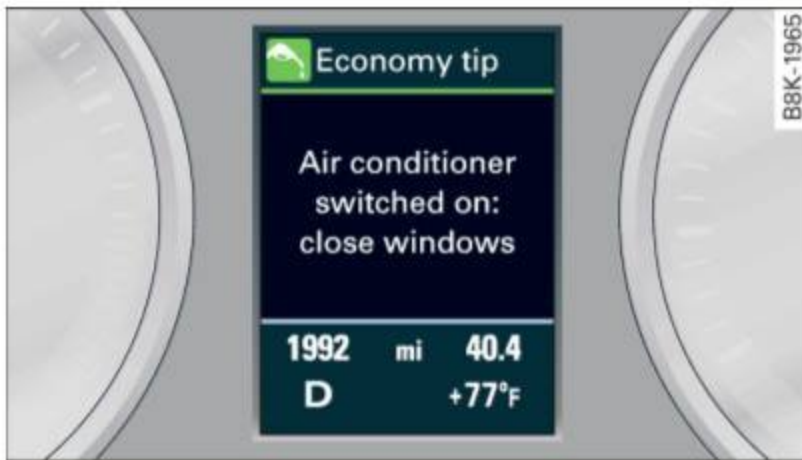 Economy tip
Air conditioner
switched on:
close windows
1992 mi 40.4
D +77°F
B8K-1965